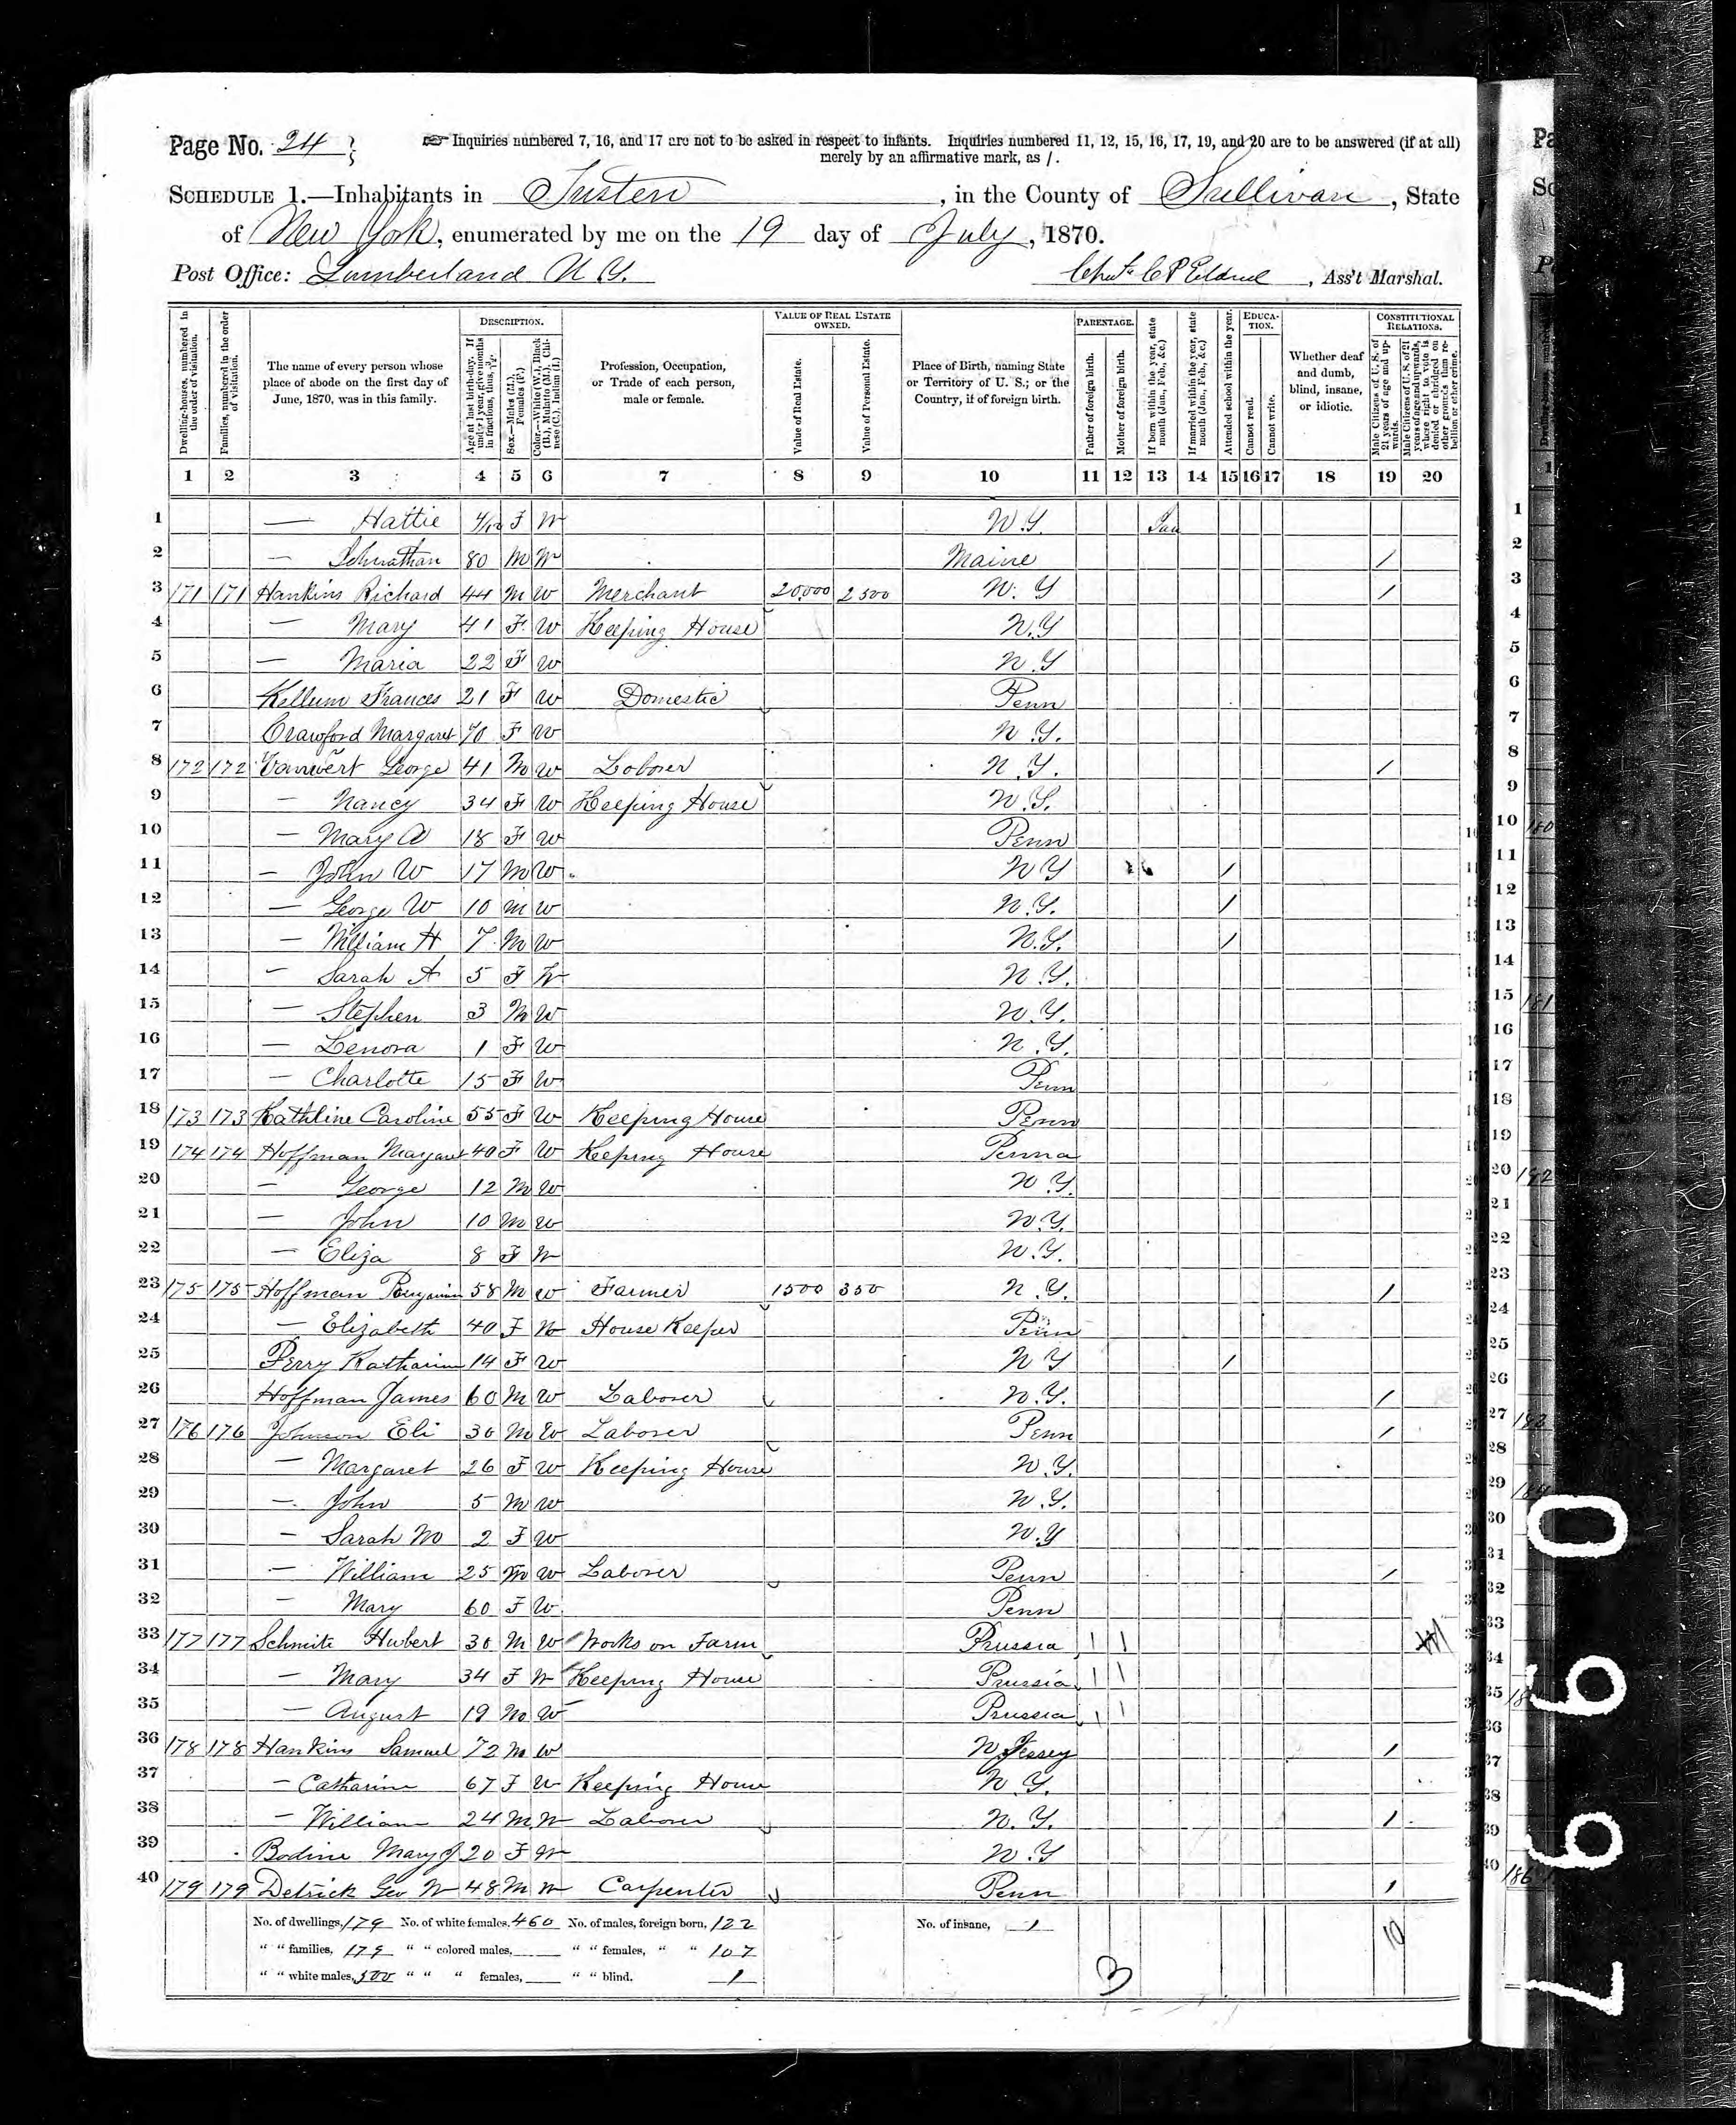 Page No. 24
Inquiries numbered 7, 16, and 17 are not to be asked in respect to infants. Inquiries numbered 11, 12, 15, 16, 17, 19, and 20 are to be answered (if at all)
merely by an affirmative mark, as /.
SCHEDULE 1.—Inhabitants in Tusten, in the County of Sullivan, State
of New York, enumerated by me on the 19 day of July, 1870.
Post Office: Lumberland N.Y. C P Eldred, Ass't Marshal.
Dwelling-houses, numbered in the order of visitation.
Families, numbered in the order of visitation.
The name of every person whose place of abode on the first day of June, 1870, was in this family.
DESCRIPTION.
Age at last birth-day. If under 1 year, give months in fractions, thus, 3/12
Sex.—Males (M.), Females (F.)
Color.—White (W.), Black (B.), Mulatto (M.), Chinese (C.), Indian (I.)
Profession, Occupation, or Trade of each person, male or female.
VALUE OF REAL ESTATE OWNED.
Value of Real Estate.
Value of Personal Estate.
Place of Birth, naming State or Territory of U. S.; or the Country, if of foreign birth.
PARENTAGE.
Father of foreign birth.
Mother of foreign birth.
If born within the year, state month (Jan., Feb., &c.)
If married within the year, state month (Jan., Feb., &c.)
Attended school within the year.
EDUCATION.
Cannot read.
Cannot write.
Whether deaf and dumb, blind, insane, or idiotic.
CONSTITUTIONAL RELATIONS.
Male Citizens of U. S. of 21 years of age and upwards.
Male Citizens of U. S. of 21 years of age and upwards, whose right to vote is denied or abridged on other grounds than rebellion or other crime.
1 2 3 4 5 6 7 8 9 10 11 12 13 14 15 16 17 18 19 20
1 — Hattie 4/12 F W N.Y. Jan
2 — Johnathan 80 M W Maine /
3 171 171 Hankins Richard 44 M W Merchant 20,000 2500 N.Y /
4 — Mary 41 F W Keeping House N.Y
5 — Maria 22 F W N.Y
6 Kellum Frances 21 F W Domestic Penn
7 Crawford Margaret 70 F W N.Y.
8 172 172 Vanwert George 41 M W Laborer N.Y. /
9 — Nancy 34 F W Keeping House N.Y.
10 — Mary A 18 F W Penn
11 — John W 17 M W N Y /
12 — George W 10 M W N.Y. /
13 — William H 7 M W N.Y. /
14 — Sarah A 5 F W N.Y.
15 — Stephen 3 M W N.Y.
16 — Lenora 1 F W N.Y.
17 — Charlotte 15 F W Penn
18 173 173 Kathline Caroline 55 F W Keeping House Penn
19 174 174 Hoffman Margaret 40 F W Keeping House Penna
20 — George 12 M W N.Y.
21 — John 10 M W N.Y.
22 — Eliza 8 F W N.Y.
23 175 175 Hoffman Benjamin 58 M W Farmer 1500 350 N.Y. /
24 — Elizabeth 40 F W House Keeper Penn
25 Perry Katharine 14 F W N Y /
26 Hoffman James 60 M W Laborer N.Y. /
27 176 176 Johnson Eli 30 M W Laborer Penn /
28 — Margaret 26 F W Keeping House N.Y.
29 — John 5 M W N.Y.
30 — Sarah M 2 F W N.Y
31 — William 25 M W Laborer Penn /
32 — Mary 60 F W Penn
33 177 177 Schmitz Hubert 30 M W Works on Farm Prussia / /
34 — Mary 34 F W Keeping House Prussia / /
35 — August 19 M W Prussia / /
36 178 178 Hankins Samuel 72 M W N Jersey /
37 — Catharine 67 F W Keeping House N.Y.
38 — William 24 M W Laborer N.Y. /
39 Bodine Mary J 20 F W N.Y
40 179 179 Detrick Geo W 48 M W Carpenter Penn /
No. of dwellings, 179 No. of white females, 460 No. of males, foreign born, 122 No. of insane, 1
" " families, 179 " " colored males, " " females, " " 107
" " white males, 500 " " " females, " " blind. 1
3 10
0997